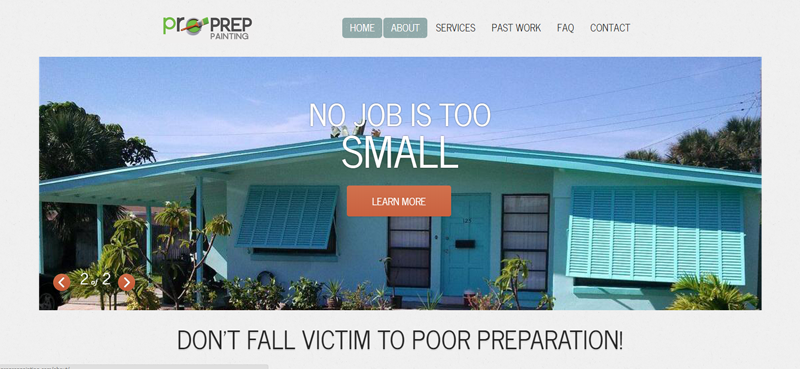 pro PREP
PAINTING
HOME ABOUT SERVICES PAST WORK FAQ CONTACT
NO JOB IS TOO
SMALL
LEARN MORE
2 of 2
DON'T FALL VICTIM TO POOR PREPARATION!